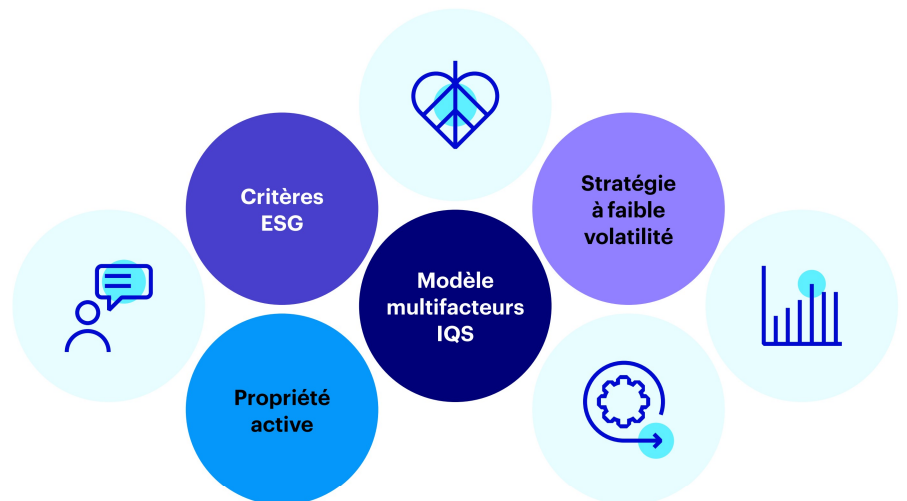 Critères
ESG
Stratégie
à faible
volatilité
Modèle
multifacteurs
IQS
Propriété
active